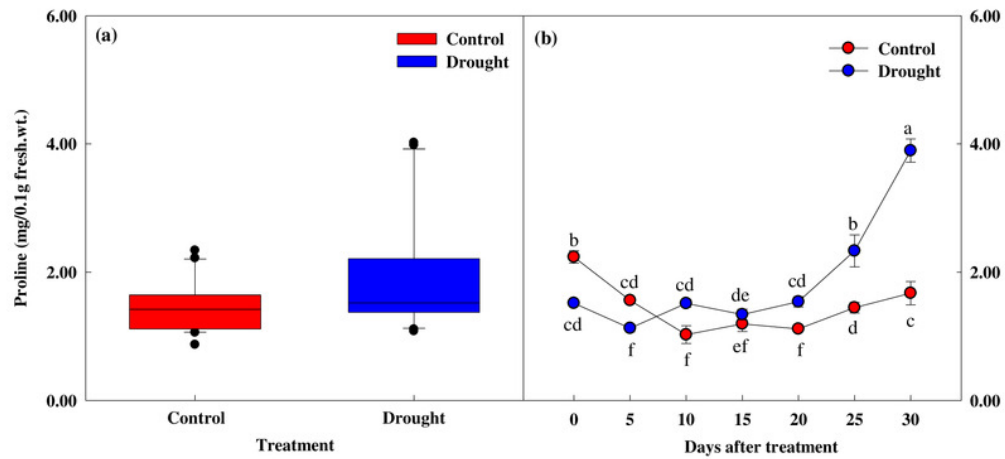 6.00
(a)
Control
Drought
4.00
2.00
0.00
Proline (mg/0.1g fresh.wt.)
Control
Drought
Treatment
(b)
6.00
Control
Drought
a
4.00
b
b
cd
cd
de
cd
2.00
cd
f
f
ef
f
d
c
0.00
0
5
10
15
20
25
30
Days after treatment